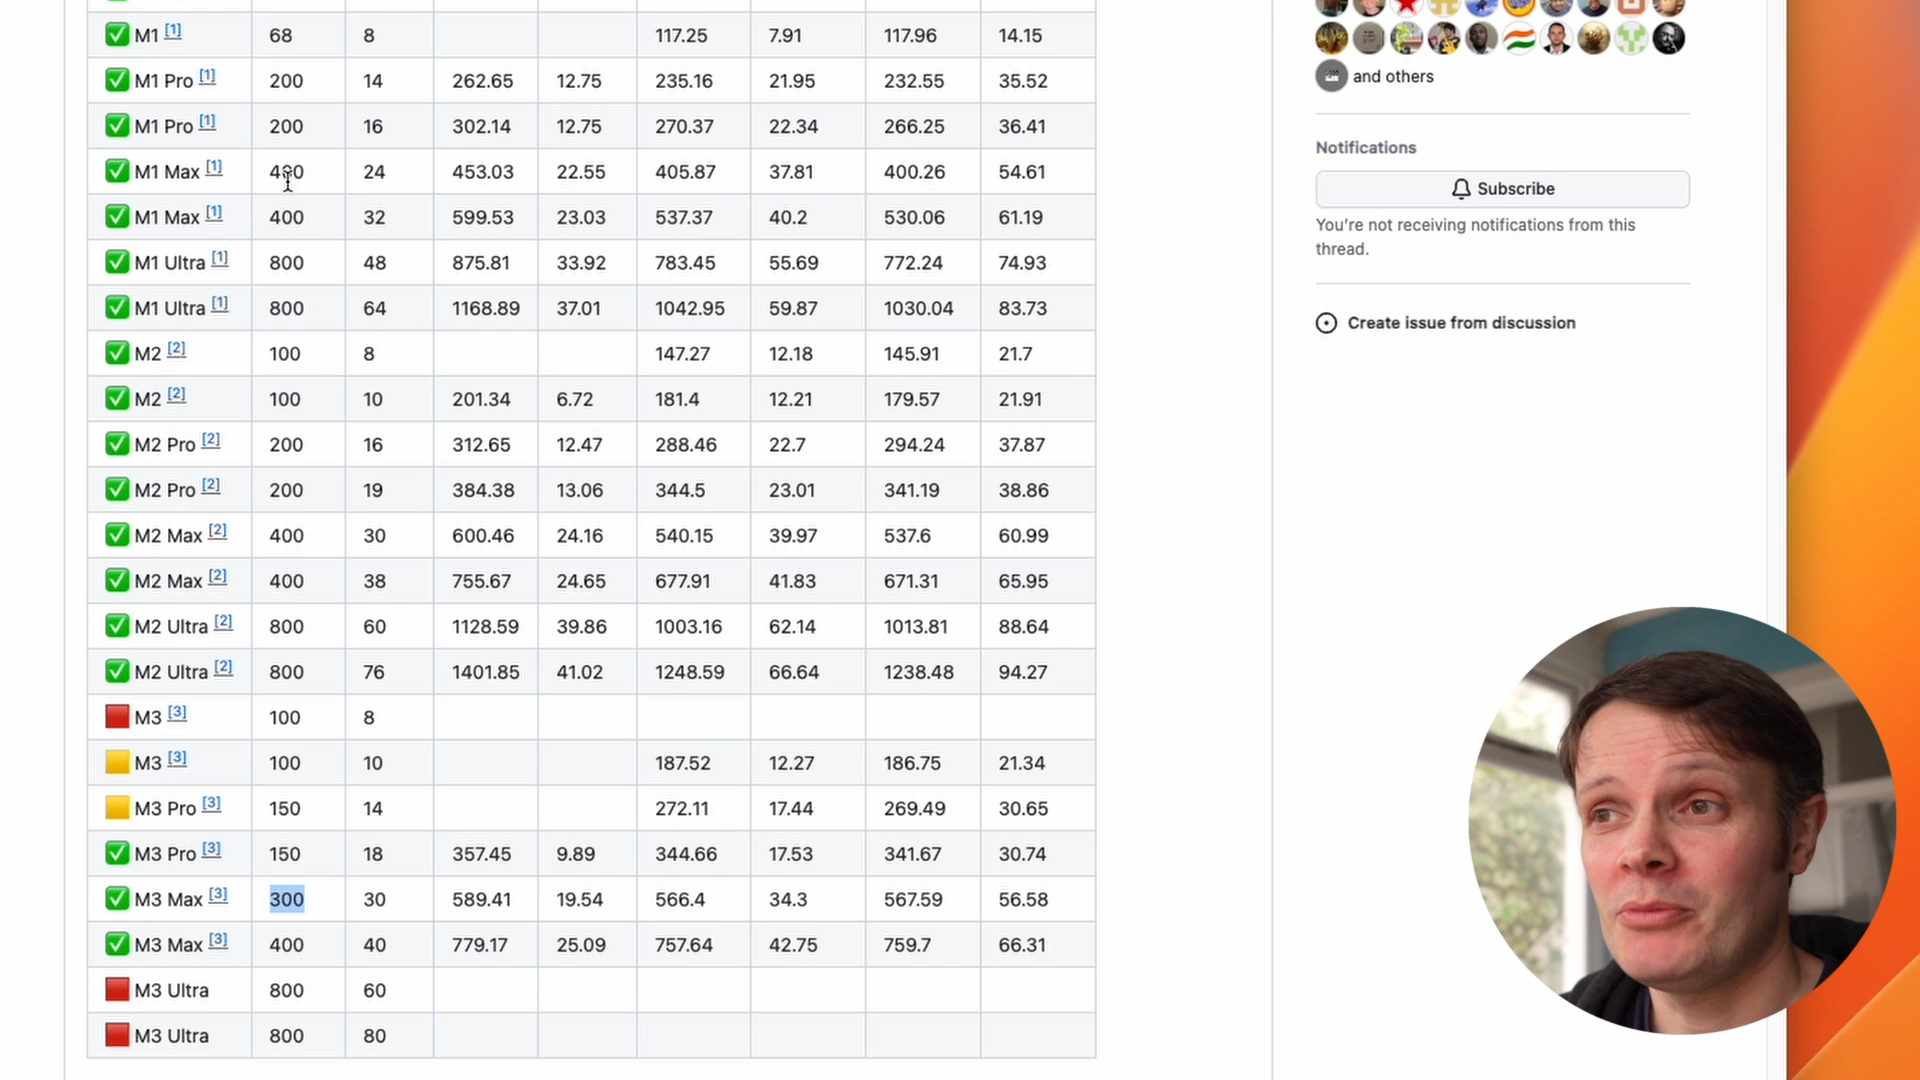 M1 [1] 68 8 117.25 7.91 117.96 14.15
M1 Pro [1] 200 14 262.65 12.75 235.16 21.95 232.55 35.52
M1 Pro [1] 200 16 302.14 12.75 270.37 22.34 266.25 36.41
M1 Max [1] 400 24 453.03 22.55 405.87 37.81 400.26 54.61
M1 Max [1] 400 32 599.53 23.03 537.37 40.2 530.06 61.19
M1 Ultra [1] 800 48 875.81 33.92 783.45 55.69 772.24 74.93
M1 Ultra [1] 800 64 1168.89 37.01 1042.95 59.87 1030.04 83.73
M2 [2] 100 8 147.27 12.18 145.91 21.7
M2 [2] 100 10 201.34 6.72 181.4 12.21 179.57 21.91
M2 Pro [2] 200 16 312.65 12.47 288.46 22.7 294.24 37.87
M2 Pro [2] 200 19 384.38 13.06 344.5 23.01 341.19 38.86
M2 Max [2] 400 30 600.46 24.16 540.15 39.97 537.6 60.99
M2 Max [2] 400 38 755.67 24.65 677.91 41.83 671.31 65.95
M2 Ultra [2] 800 60 1128.59 39.86 1003.16 62.14 1013.81 88.64
M2 Ultra [2] 800 76 1401.85 41.02 1248.59 66.64 1238.48 94.27
M3 [3] 100 8
M3 [3] 100 10 187.52 12.27 186.75 21.34
M3 Pro [3] 150 14 272.11 17.44 269.49 30.65
M3 Pro [3] 150 18 357.45 9.89 344.66 17.53 341.67 30.74
M3 Max [3] 300 30 589.41 19.54 566.4 34.3 567.59 56.58
M3 Max [3] 400 40 779.17 25.09 757.64 42.75 759.7 66.31
M3 Ultra 800 60
M3 Ultra 800 80
and others
Notifications
Subscribe
You're not receiving notifications from this
thread.
Create issue from discussion